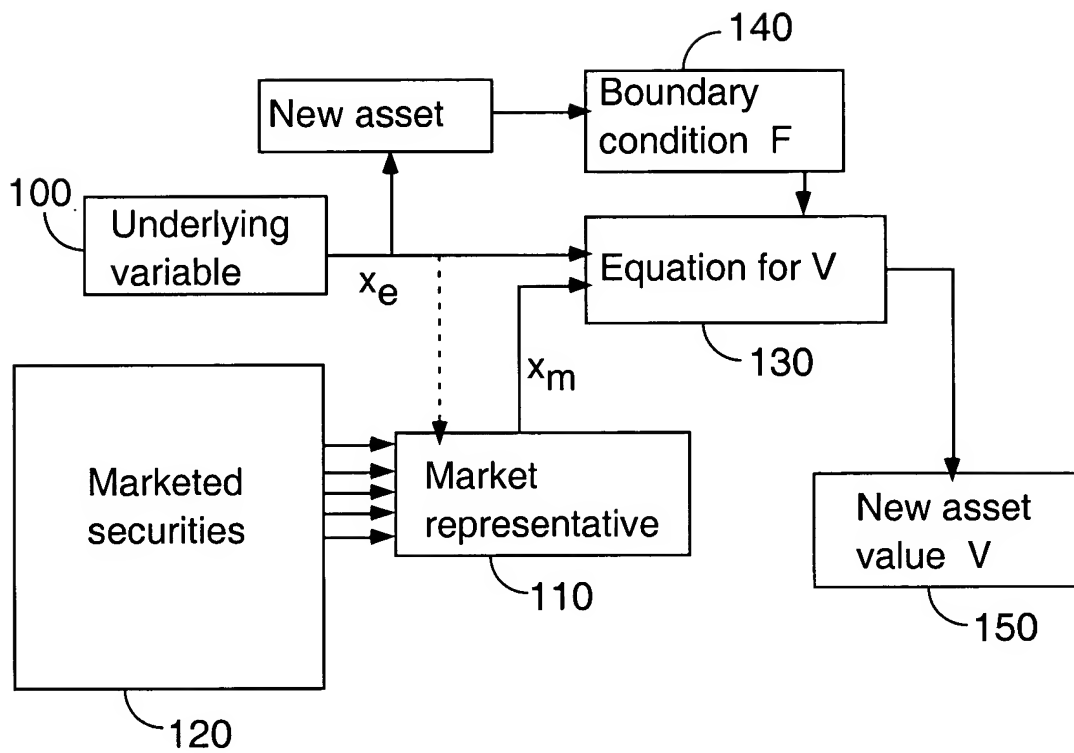 140
New asset
Boundary
condition F
100
Underlying
variable
x_e
Equation for V
130
x_m
Marketed
securities
Market
representative
110
New asset
value V
150
120